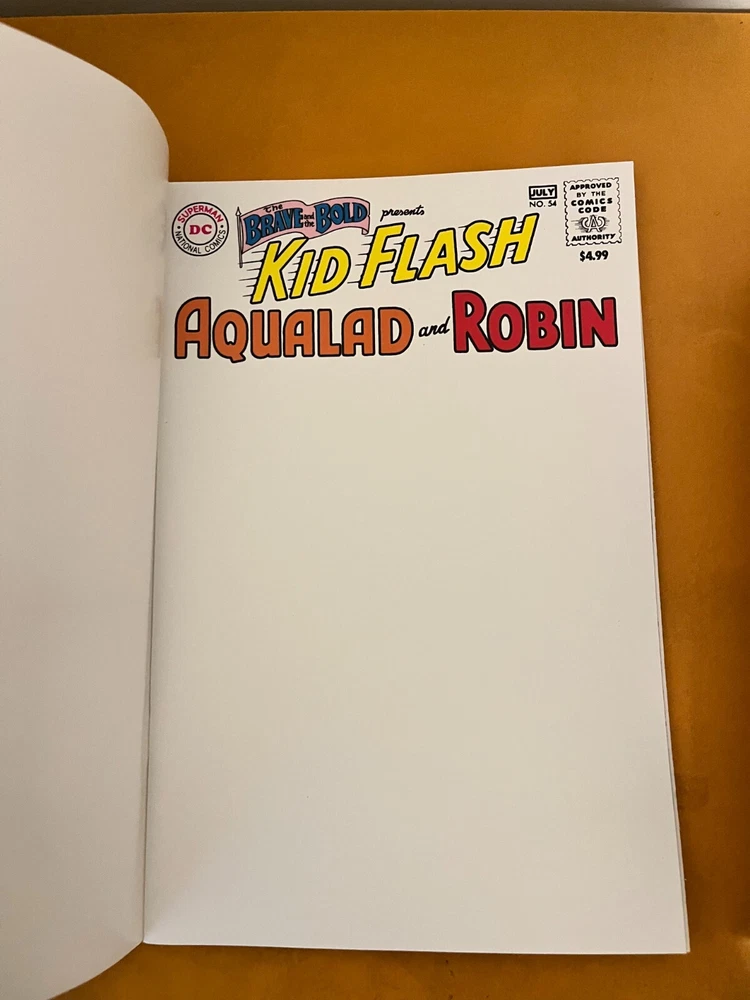 SUPERMAN
DC
NATIONAL COMICS
The BRAVE and the BOLD presents
JULY
NO. 54
APPROVED
BY THE
COMICS
CODE
CA
AUTHORITY
$4.99
KID FLASH
AQUALAD and ROBIN